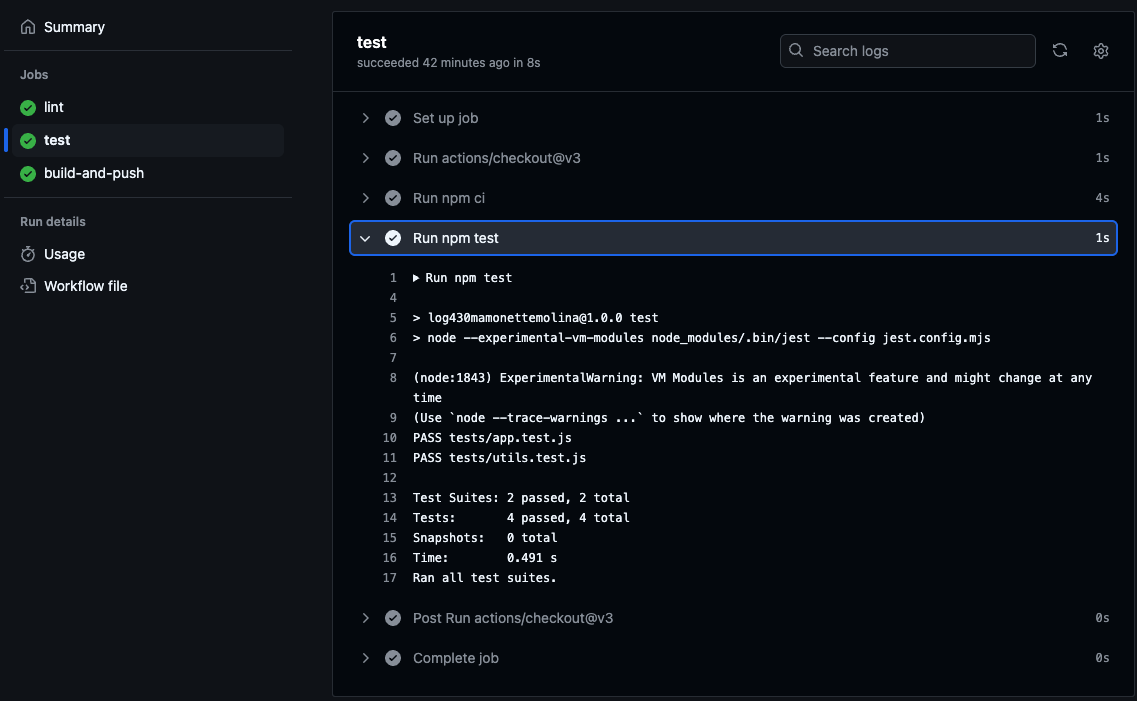 Summary
Jobs
lint
test
build-and-push
Run details
Usage
Workflow file
test
succeeded 42 minutes ago in 8s
Search logs
Set up job 1s
Run actions/checkout@v3 1s
Run npm ci 4s
Run npm test 1s
1 Run npm test
4
5 > log430mamonettemolina@1.0.0 test
6 > node --experimental-vm-modules node_modules/.bin/jest --config jest.config.mjs
7
8 (node:1843) ExperimentalWarning: VM Modules is an experimental feature and might change at any
time
9 (Use `node --trace-warnings ...` to show where the warning was created)
10 PASS tests/app.test.js
11 PASS tests/utils.test.js
12
13 Test Suites: 2 passed, 2 total
14 Tests:       4 passed, 4 total
15 Snapshots:   0 total
16 Time:        0.491 s
17 Ran all test suites.
Post Run actions/checkout@v3 0s
Complete job 0s